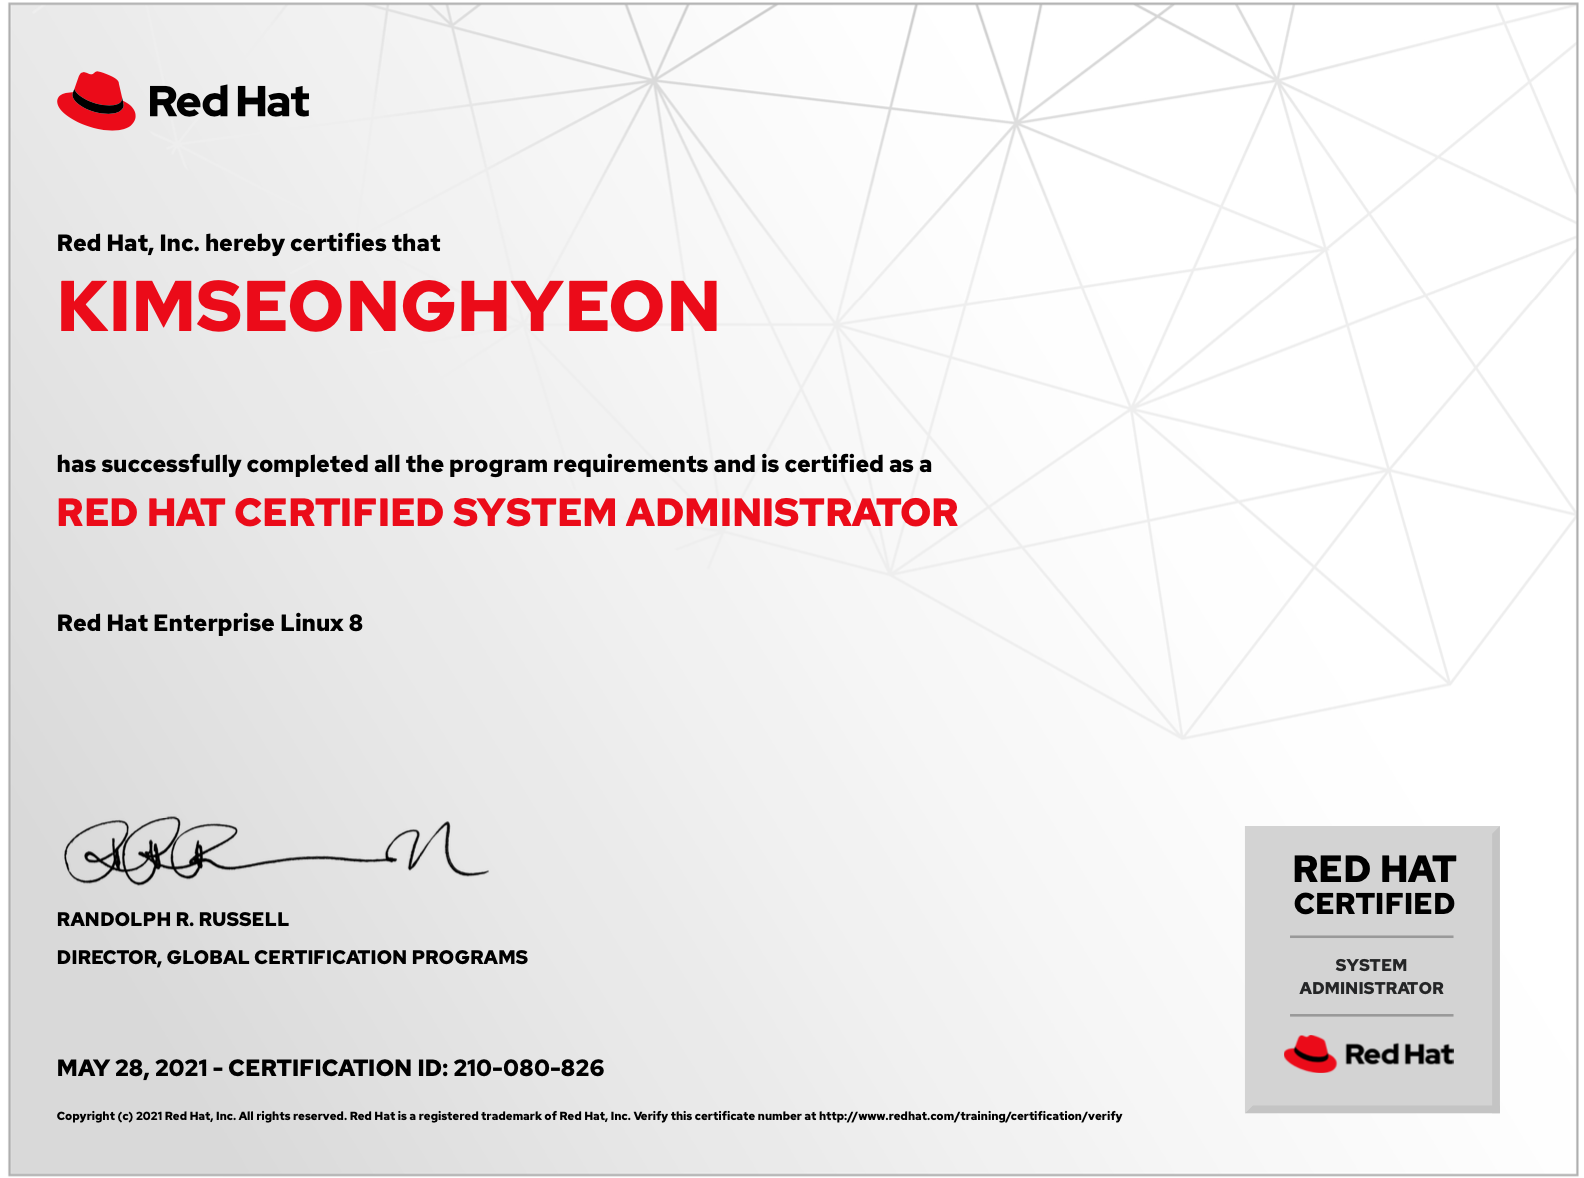 Red Hat
Red Hat, Inc. hereby certifies that
KIMSEONGHYEON
has successfully completed all the program requirements and is certified as a
RED HAT CERTIFIED SYSTEM ADMINISTRATOR
Red Hat Enterprise Linux 8
RANDOLPH R. RUSSELL
DIRECTOR, GLOBAL CERTIFICATION PROGRAMS
MAY 28, 2021 - CERTIFICATION ID: 210-080-826
Copyright (c) 2021 Red Hat, Inc. All rights reserved. Red Hat is a registered trademark of Red Hat, Inc. Verify this certificate number at http://www.redhat.com/training/certification/verify
RED HAT
CERTIFIED
SYSTEM
ADMINISTRATOR
Red Hat